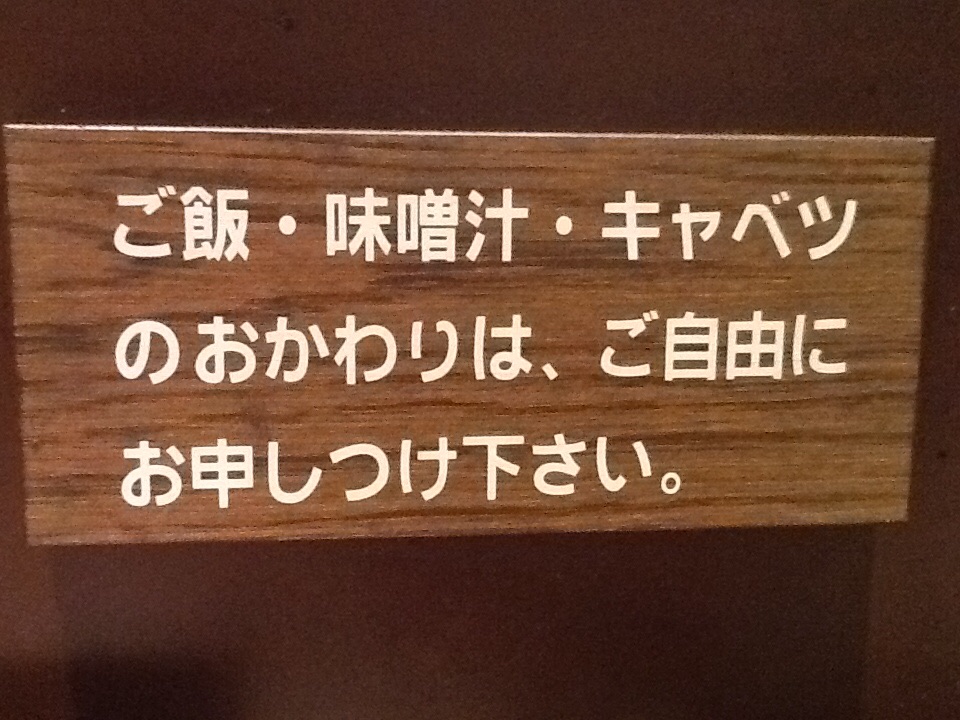 ご飯・味噌汁・キャベツ
のおかわりは、ご自由に
お申しつけ下さい。